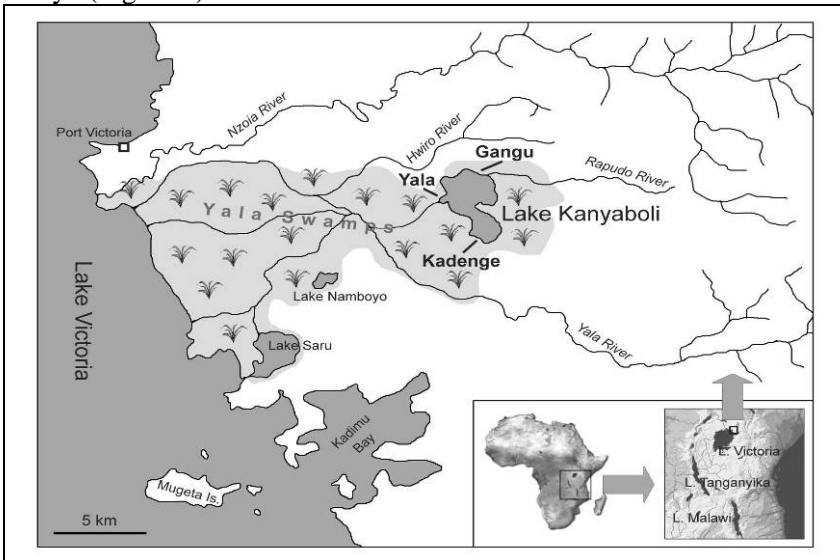 Nzoia River
Port Victoria
Hwiro River
Gangu
Rapudo River
Yala
Yala Swamps
Lake Kanyaboli
Kadenge
Lake Victoria
Lake Namboyo
Yala River
Lake Saru
Kadimu
Bay
L. Victoria
L. Tanganyika
Mugeta Is.
L. Malawi
5 km